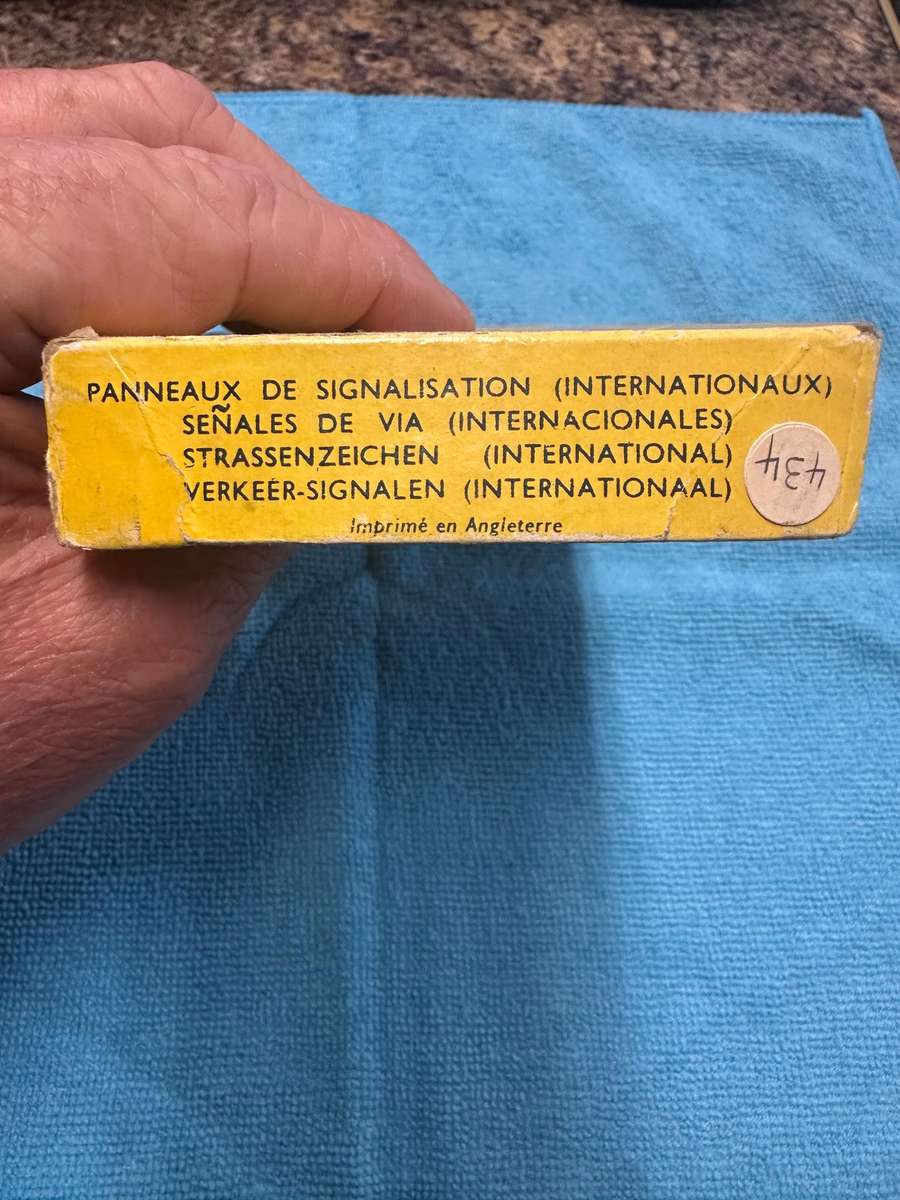 PANNEAUX DE SIGNALISATION (INTERNATIONAUX)
SEÑALES DE VIA (INTERNACIONALES)
STRASSENZEICHEN (INTERNATIONAL)
VERKEER-SIGNALEN (INTERNATIONAAL)
Imprimé en Angleterre
434